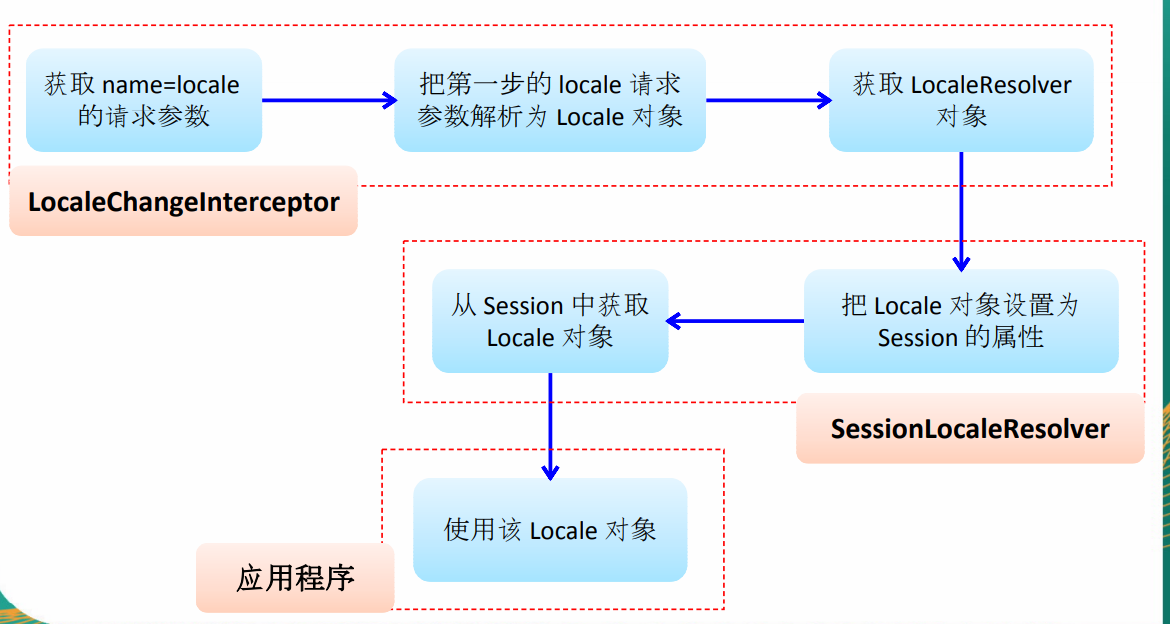 获取 name=locale
的请求参数
把第一步的 locale 请求
参数解析为 Locale 对象
获取 LocaleResolver
对象
LocaleChangeInterceptor
从 Session 中获取
Locale 对象
把 Locale 对象设置为
Session 的属性
SessionLocaleResolver
使用该 Locale 对象
应用程序